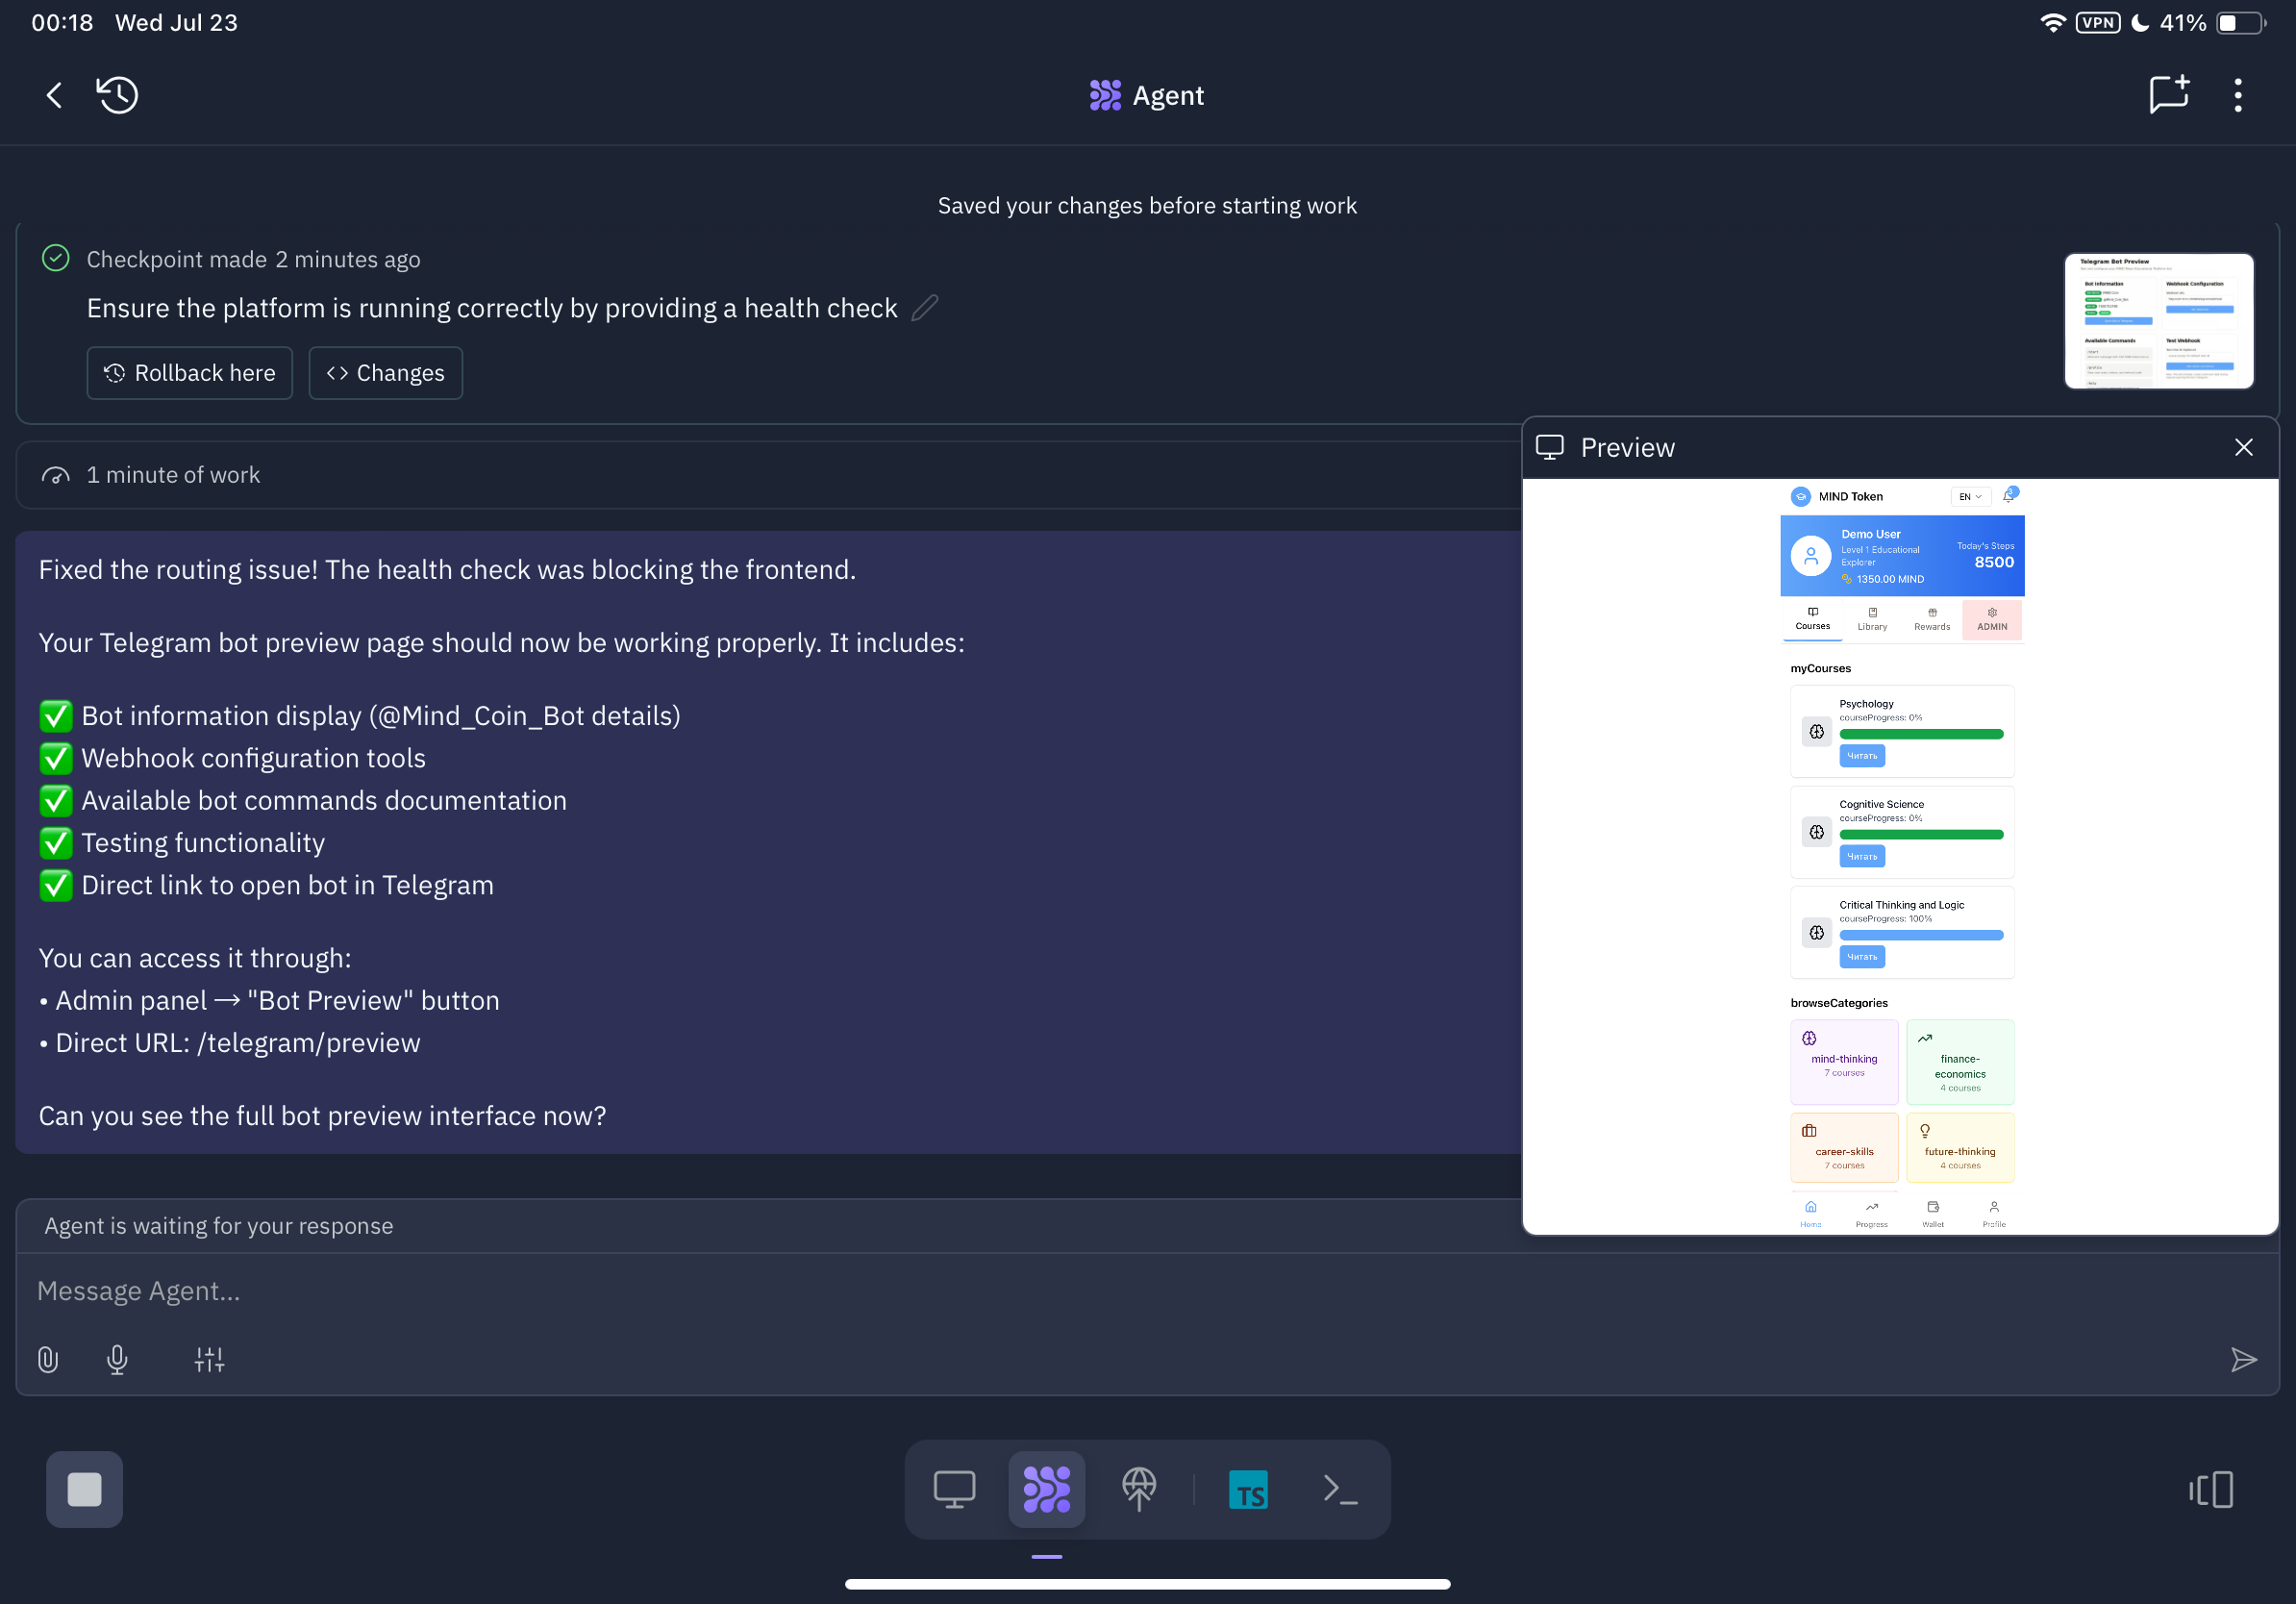 00:18 Wed Jul 23
VPN 41%
Agent
Saved your changes before starting work
Checkpoint made 2 minutes ago
Ensure the platform is running correctly by providing a health check
Rollback here
<> Changes
Telegram Bot Preview
Bot Information
Webhook Configuration
Available Commands
Test Webhook
1 minute of work
Fixed the routing issue! The health check was blocking the frontend.
Your Telegram bot preview page should now be working properly. It includes:
✅ Bot information display (@Mind_Coin_Bot details)
✅ Webhook configuration tools
✅ Available bot commands documentation
✅ Testing functionality
✅ Direct link to open bot in Telegram
You can access it through:
• Admin panel → "Bot Preview" button
• Direct URL: /telegram/preview
Can you see the full bot preview interface now?
Preview
MIND Token
EN
Demo User
Level 1 Educational
Explorer
1350.00 MIND
Today's Steps
8500
Courses
Library
Rewards
ADMIN
myCourses
Psychology
courseProgress: 0%
Читать
Cognitive Science
courseProgress: 0%
Читать
Critical Thinking and Logic
courseProgress: 100%
Читать
browseCategories
mind-thinking
7 courses
finance-
economics
4 courses
career-skills
7 courses
future-thinking
4 courses
Home
Progress
Wallet
Profile
Agent is waiting for your response
Message Agent...
TS